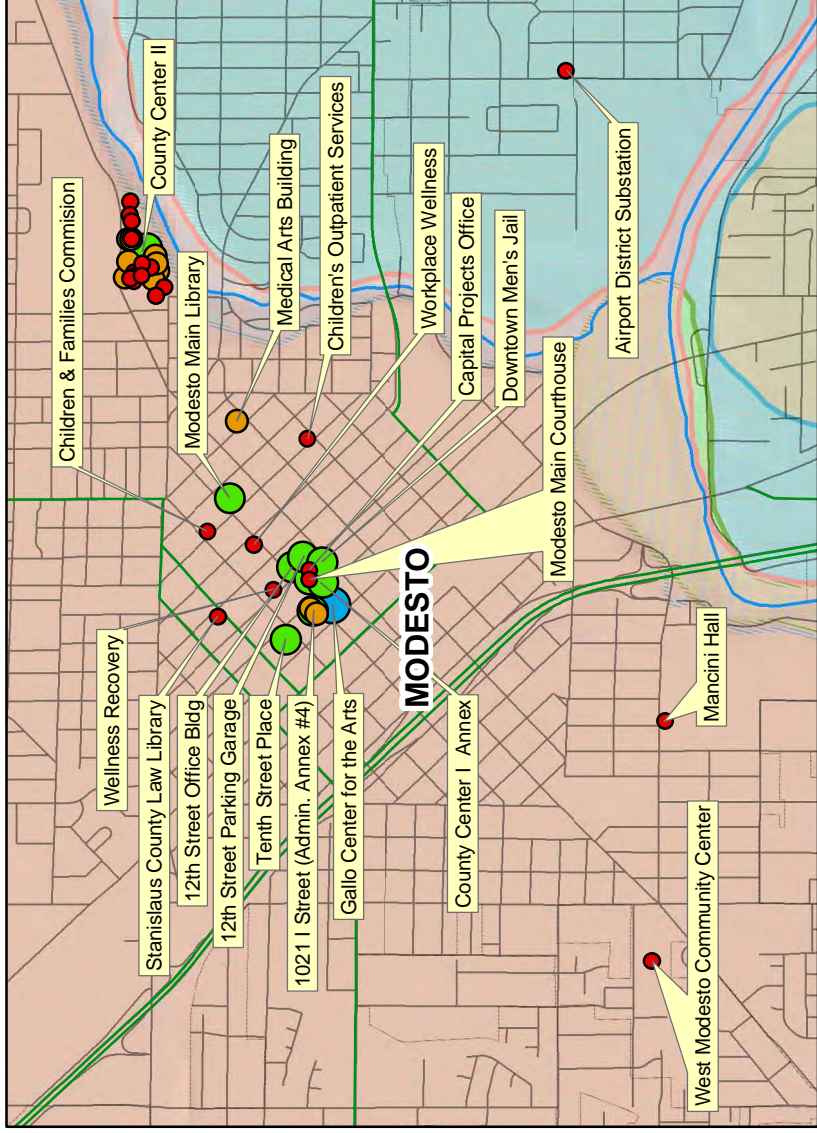 Children & Families Commision
County Center II
Modesto Main Library
Medical Arts Building
Children's Outpatient Services
Workplace Wellness
Capital Projects Office
Downtown Men's Jail
Modesto Main Courthouse
Airport District Substation
Wellness Recovery
Stanislaus County Law Library
12th Street Office Bldg
12th Street Parking Garage
Tenth Street Place
1021 I Street (Admin. Annex #4)
Gallo Center for the Arts
MODESTO
County Center I Annex
Mancini Hall
West Modesto Community Center